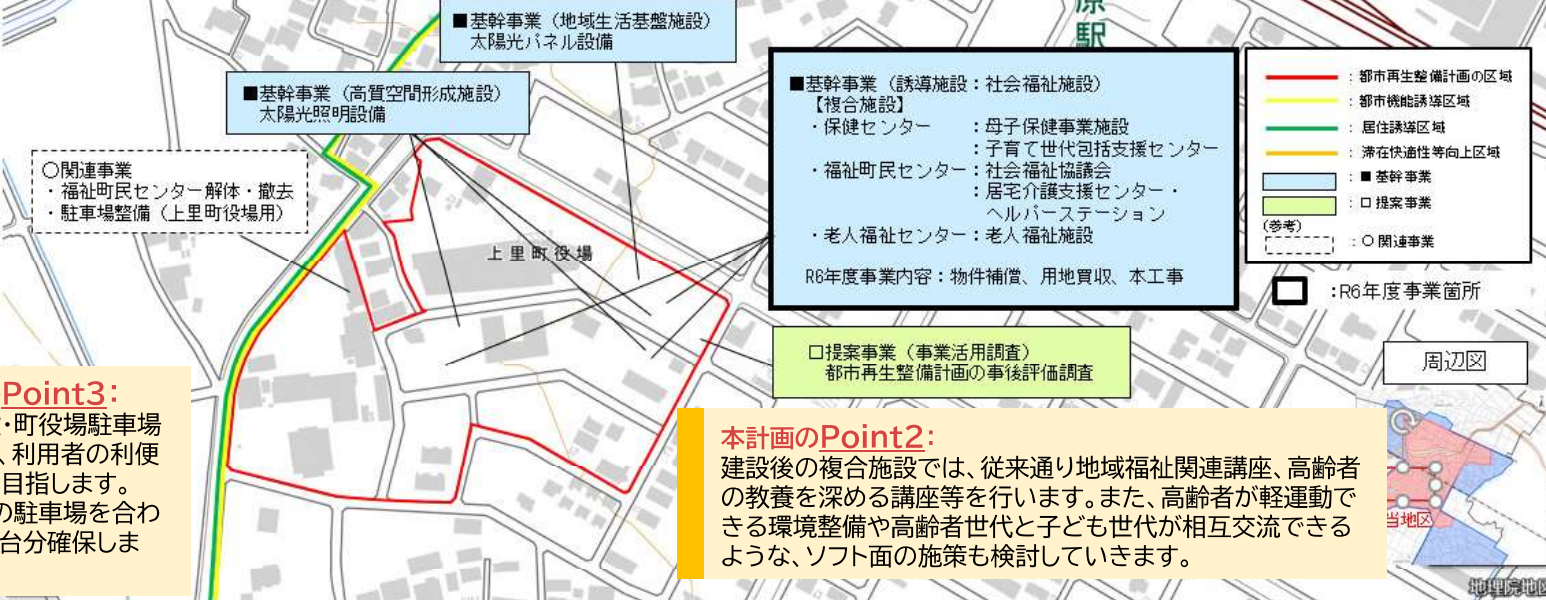 ■基幹事業（地域生活基盤施設）
太陽光パネル設備
■基幹事業（高質空間形成施設）
太陽光照明設備
○関連事業
・福祉町民センター解体・撤去
・駐車場整備（上里町役場用）
上里町役場
原駅
■基幹事業（誘導施設：社会福祉施設）
【複合施設】
・保健センター　　：母子保健事業施設
：子育て世代包括支援センター
・福祉町民センター：社会福祉協議会
：居宅介護支援センター・
ヘルパーステーション
・老人福祉センター：老人福祉施設
R6年度事業内容：物件補償、用地買収、本工事
：都市再生整備計画の区域
：都市機能誘導区域
：居住誘導区域
：滞在快適性等向上区域
：■基幹事業
：□提案事業
(参考)
：○関連事業
：R6年度事業箇所
□提案事業（事業活用調査）
都市再生整備計画の事後評価調査
周辺図
Point3：
・町役場駐車場
、利用者の利便
目指します。
の駐車場を合わ
台分確保しま
本計画のPoint2：
建設後の複合施設では、従来通り地域福祉関連講座、高齢者
の教養を深める講座等を行います。また、高齢者が軽運動で
きる環境整備や高齢者世代と子ども世代が相互交流できる
ような、ソフト面の施策も検討していきます。
当地区
地理院地図